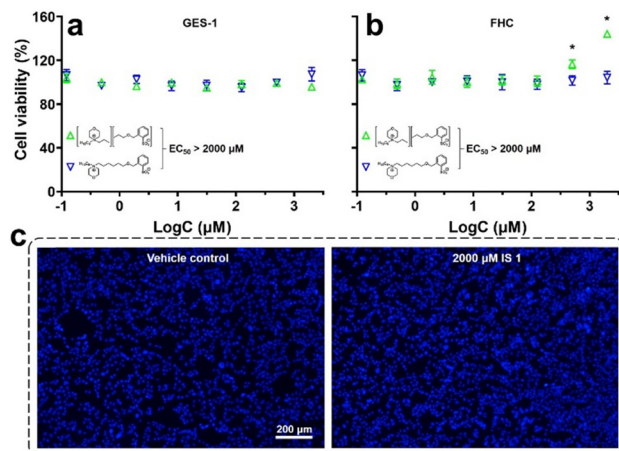 a
GES-1
b
FHC
Cell viability (%)
160
120
80
40
0
EC50 > 2000 µM
-1 0 1 2 3
LogC (µM)
*
*
EC50 > 2000 µM
-1 0 1 2 3
LogC (µM)
c
Vehicle control
200 µm
2000 µM IS 1